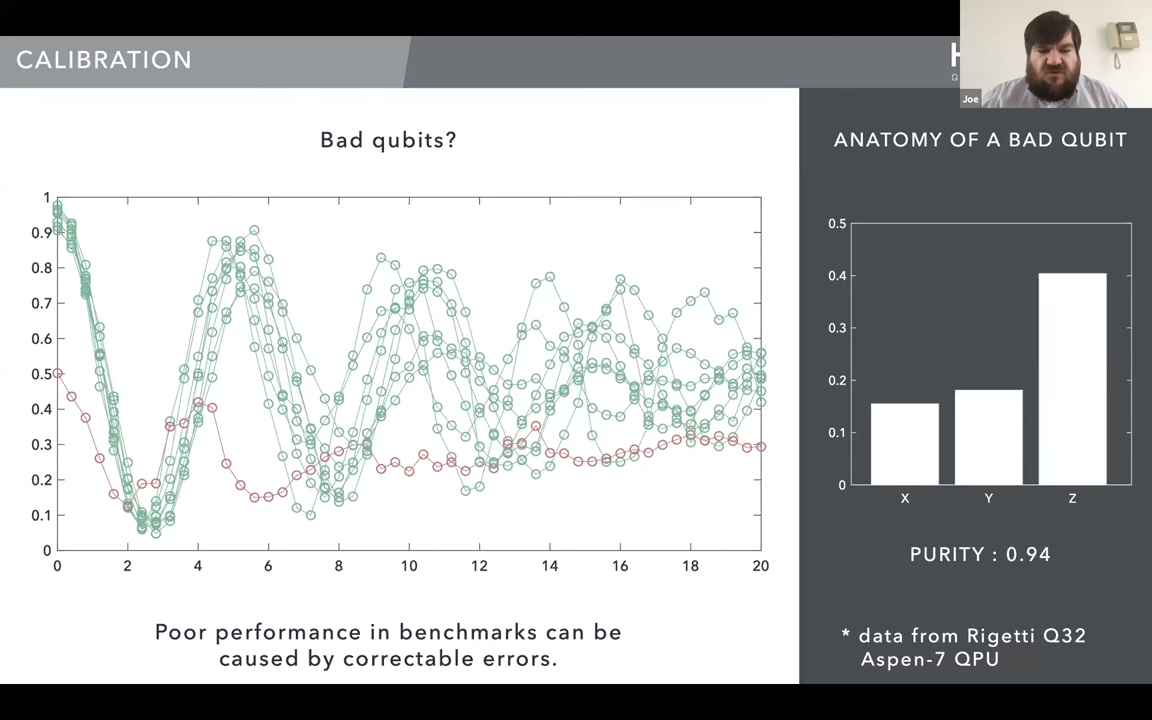 CALIBRATION
Joe
Bad qubits?
ANATOMY OF A BAD QUBIT
1
0.9
0.8
0.7
0.6
0.5
0.4
0.3
0.2
0.1
0
0 2 4 6 8 10 12 14 16 18 20
0.5
0.4
0.3
0.2
0.1
0
X Y Z
PURITY : 0.94
Poor performance in benchmarks can be
caused by correctable errors.
* data from Rigetti Q32
Aspen-7 QPU